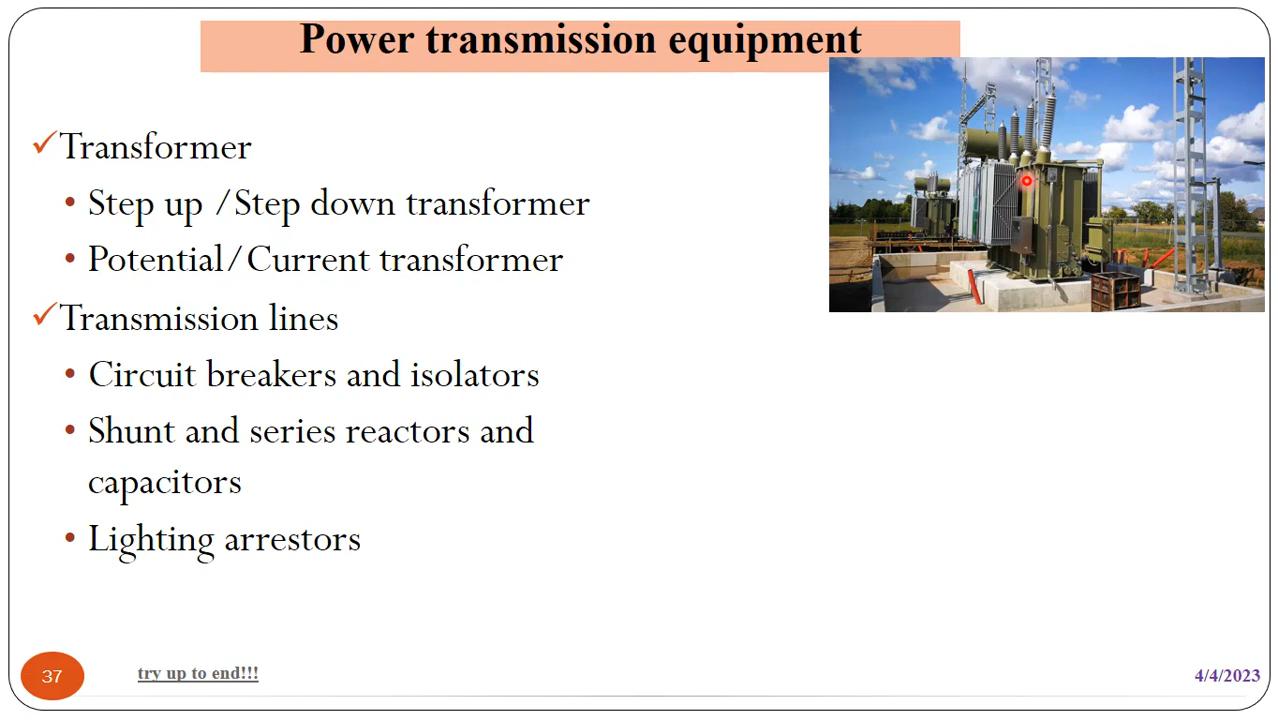 Power transmission equipment
✓Transformer
• Step up /Step down transformer
• Potential/Current transformer
✓Transmission lines
• Circuit breakers and isolators
• Shunt and series reactors and
capacitors
• Lighting arrestors
37
try up to end!!!
4/4/2023